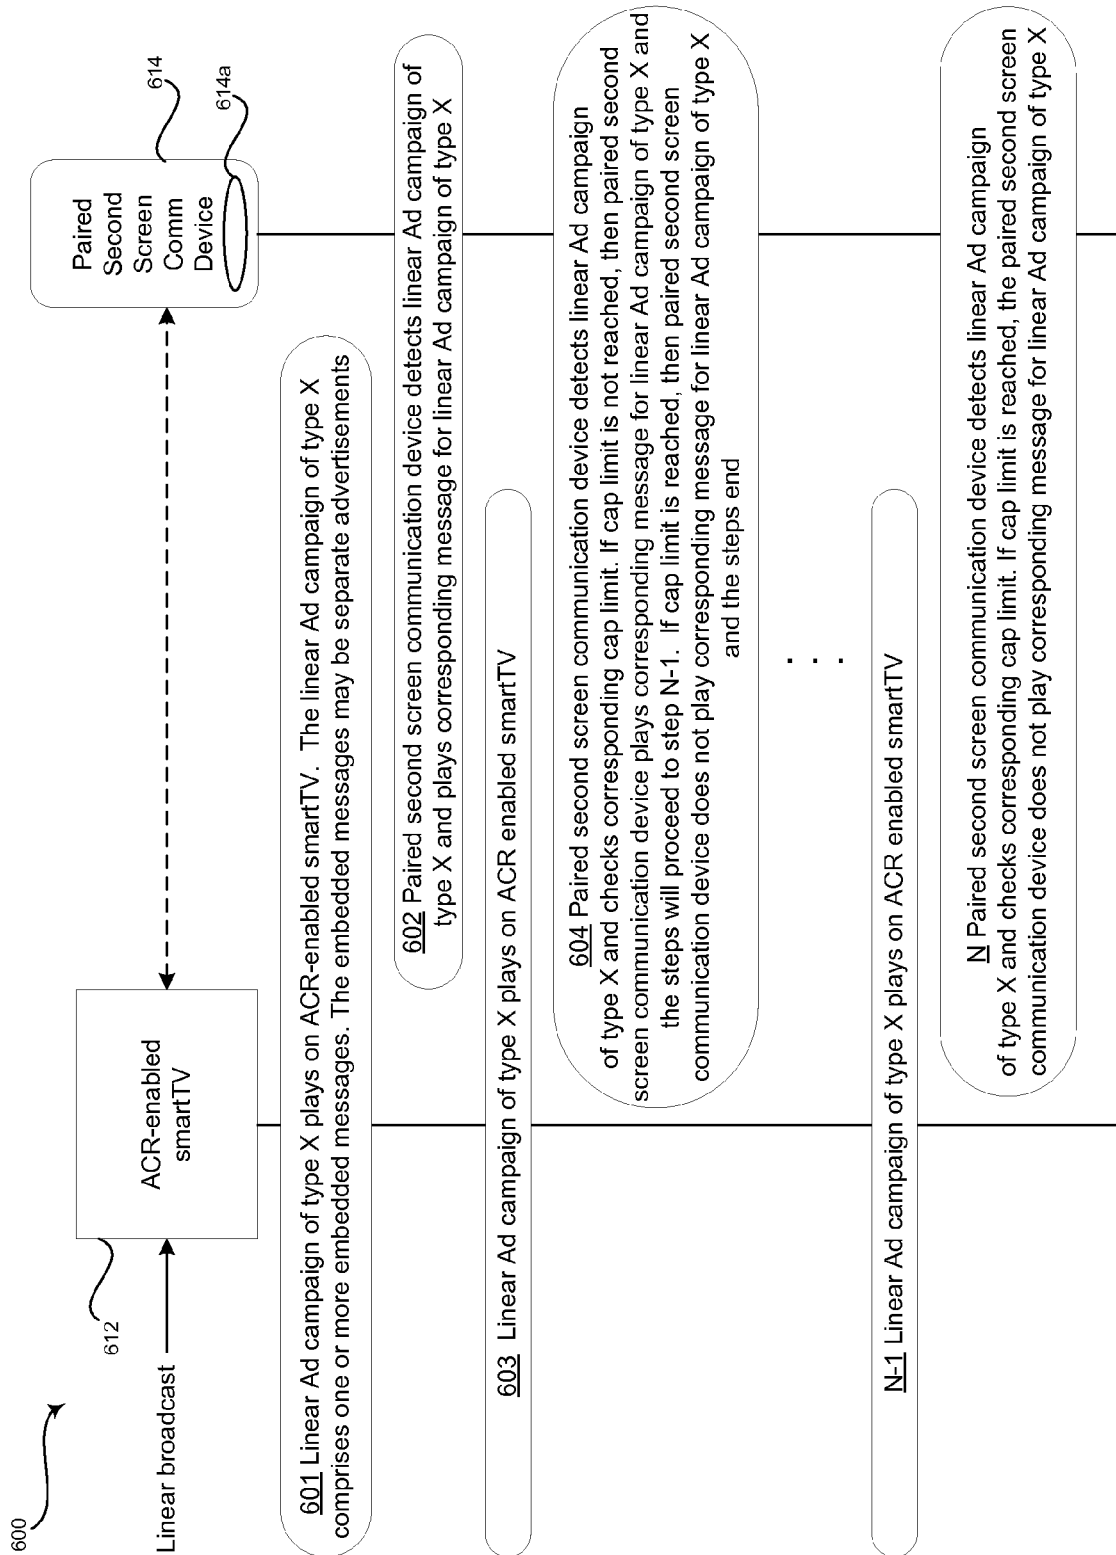 600
Linear broadcast
612
ACR-enabled
smartTV
Paired
Second
Screen
Comm
Device
614
614a
601 Linear Ad campaign of type X plays on ACR-enabled smartTV. The linear Ad campaign of type X
comprises one or more embedded messages. The embedded messages may be separate advertisements
602 Paired second screen communication device detects linear Ad campaign of
type X and plays corresponding message for linear Ad campaign of type X
603 Linear Ad campaign of type X plays on ACR enabled smartTV
604 Paired second screen communication device detects linear Ad campaign
of type X and checks corresponding cap limit. If cap limit is not reached, then paired second
screen communication device plays corresponding message for linear Ad campaign of type X and
the steps will proceed to step N-1. If cap limit is reached, then paired second screen
communication device does not play corresponding message for linear Ad campaign of type X
and the steps end
. . .
N-1 Linear Ad campaign of type X plays on ACR enabled smartTV
N Paired second screen communication device detects linear Ad campaign
of type X and checks corresponding cap limit. If cap limit is reached, the paired second screen
communication device does not play corresponding message for linear Ad campaign of type X